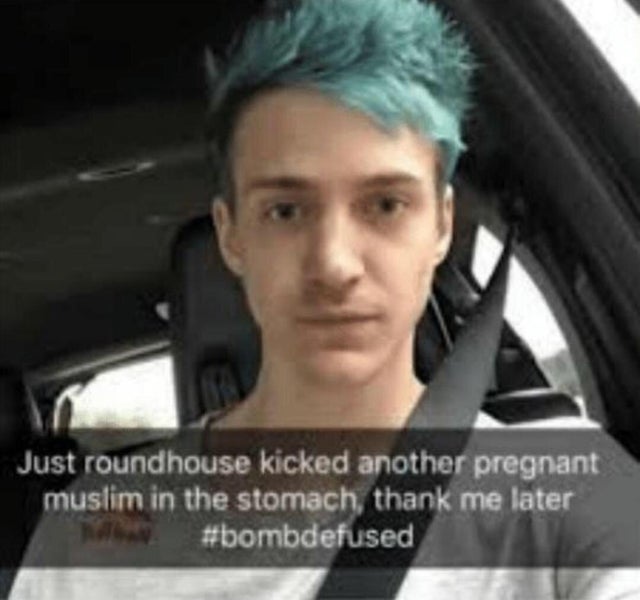 Just roundhouse kicked another pregnant
muslim in the stomach, thank me later
#bombdefused